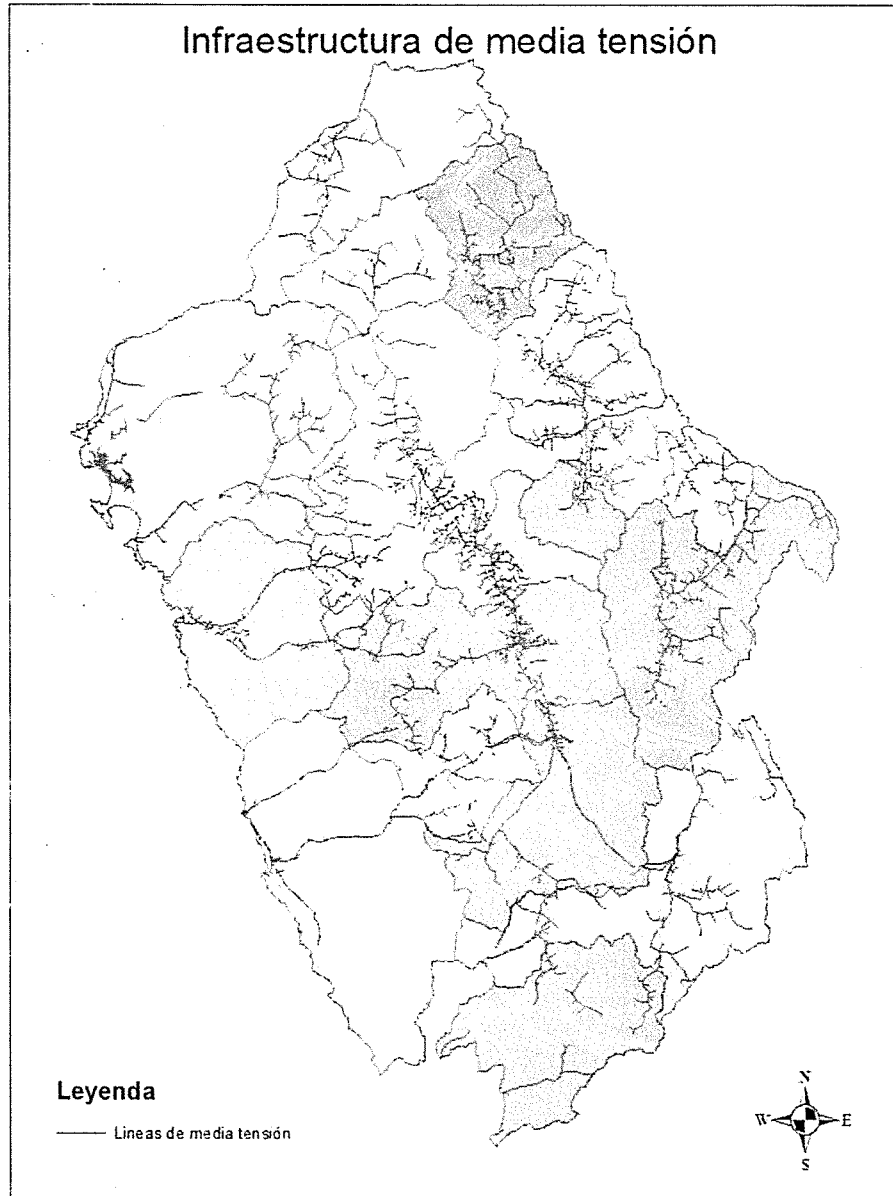 Infraestructura de media tensión
Leyenda
Lineas de media tensión
N
W E
S